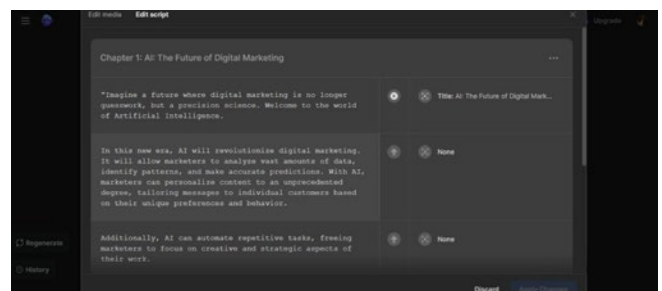 Edit media Edit script
Upgrade
Chapter 1: AI: The Future of Digital Marketing
"Imagine a future where digital marketing is no longer
guesswork, but a precision science. Welcome to the world
of Artificial Intelligence.
Title: AI: The Future of Digital Mark...
In this new era, AI will revolutionize digital marketing.
It will allow marketers to analyze vast amounts of data,
identify patterns, and make accurate predictions. With AI,
marketers can personalize content to an unprecedented
degree, tailoring messages to individual customers based
on their unique preferences and behavior.
None
Additionally, AI can automate repetitive tasks, freeing
marketers to focus on creative and strategic aspects of
their work.
None
Regenerate
History
Discard Apply Changes